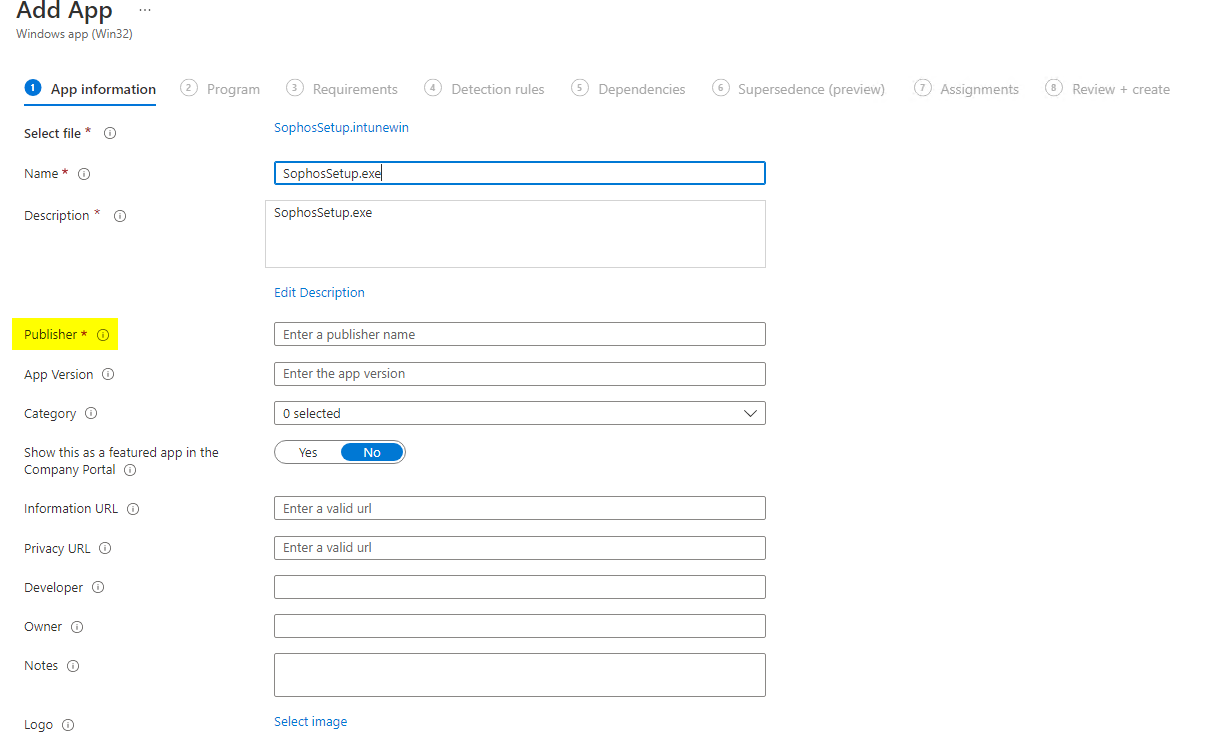 Add App ...
Windows app (Win32)
1 App information 2 Program 3 Requirements 4 Detection rules 5 Dependencies 6 Supersedence (preview) 7 Assignments 8 Review + create
Select file * SophosSetup.intunewin
Name * SophosSetup.exe
Description * SophosSetup.exe
Edit Description
Publisher * Enter a publisher name
App Version Enter the app version
Category 0 selected
Show this as a featured app in the Yes No
Company Portal
Information URL Enter a valid url
Privacy URL Enter a valid url
Developer
Owner
Notes
Logo Select image